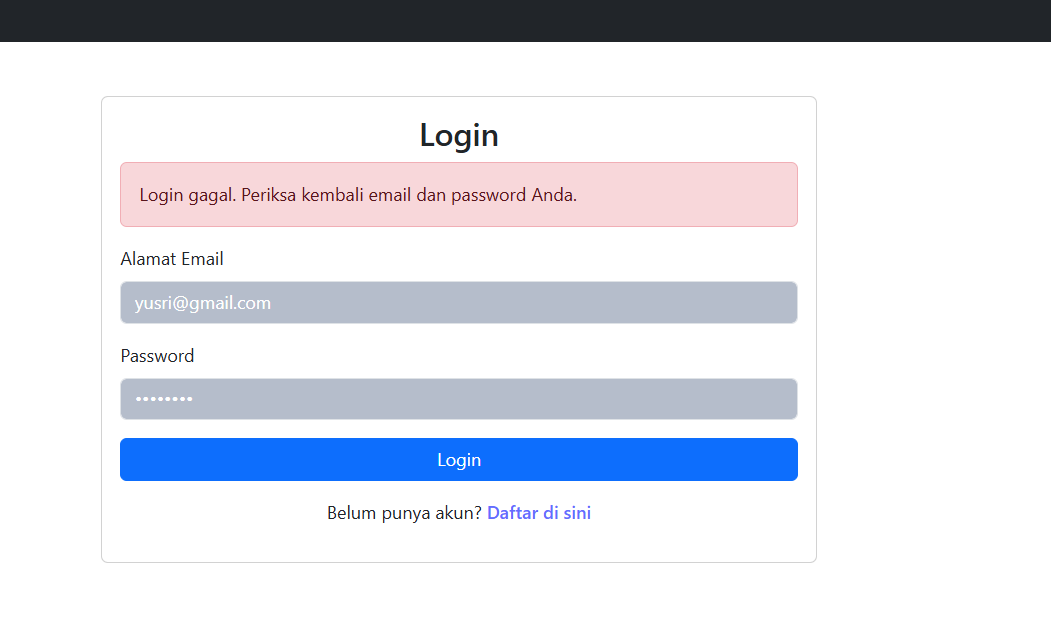 Login
Login gagal. Periksa kembali email dan password Anda.
Alamat Email
yusri@gmail.com
Password
••••••••
Login
Belum punya akun? Daftar di sini